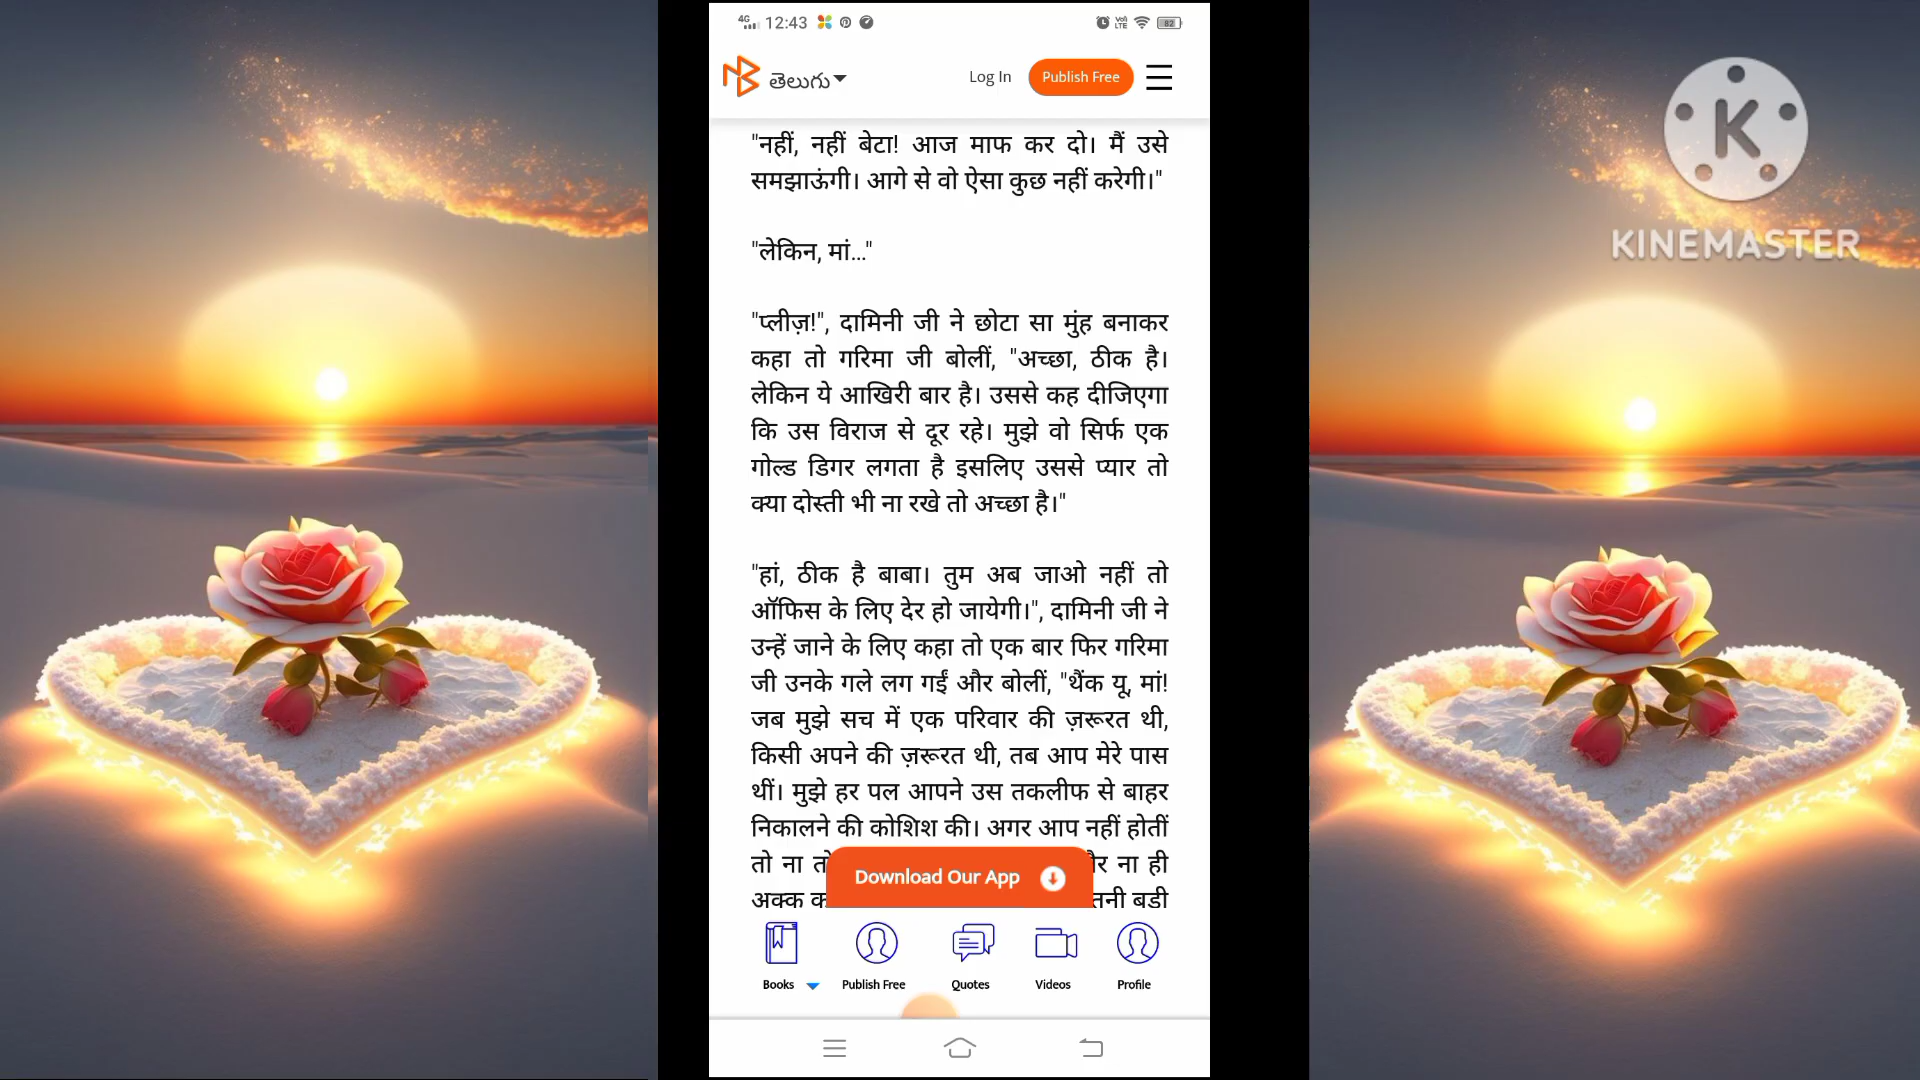 4G 12:43 Vo) LTE 82
తెలుగు Log In Publish Free
"नहीं, नहीं बेटा! आज माफ कर दो। मैं उसे
समझाऊंगी। आगे से वो ऐसा कुछ नहीं करेगी।"
"लेकिन, मां..."
"प्लीज़!", दामिनी जी ने छोटा सा मुंह बनाकर
कहा तो गरिमा जी बोलीं, "अच्छा, ठीक है।
लेकिन ये आखिरी बार है। उससे कह दीजिएगा
कि उस विराज से दूर रहे। मुझे वो सिर्फ एक
गोल्ड डिगर लगता है इसलिए उससे प्यार तो
क्या दोस्ती भी ना रखे तो अच्छा है।"
"हां, ठीक है बाबा। तुम अब जाओ नहीं तो
ऑफिस के लिए देर हो जायेगी।", दामिनी जी ने
उन्हें जाने के लिए कहा तो एक बार फिर गरिमा
जी उनके गले लग गईं और बोलीं, "थैंक यू, मां!
जब मुझे सच में एक परिवार की ज़रूरत थी,
किसी अपने की ज़रूरत थी, तब आप मेरे पास
थीं। मुझे हर पल आपने उस तकलीफ से बाहर
निकालने की कोशिश की। अगर आप नहीं होतीं
तो ना ना ही
Download Our App
Books Publish Free Quotes Videos Profile
K
KINEMASTER